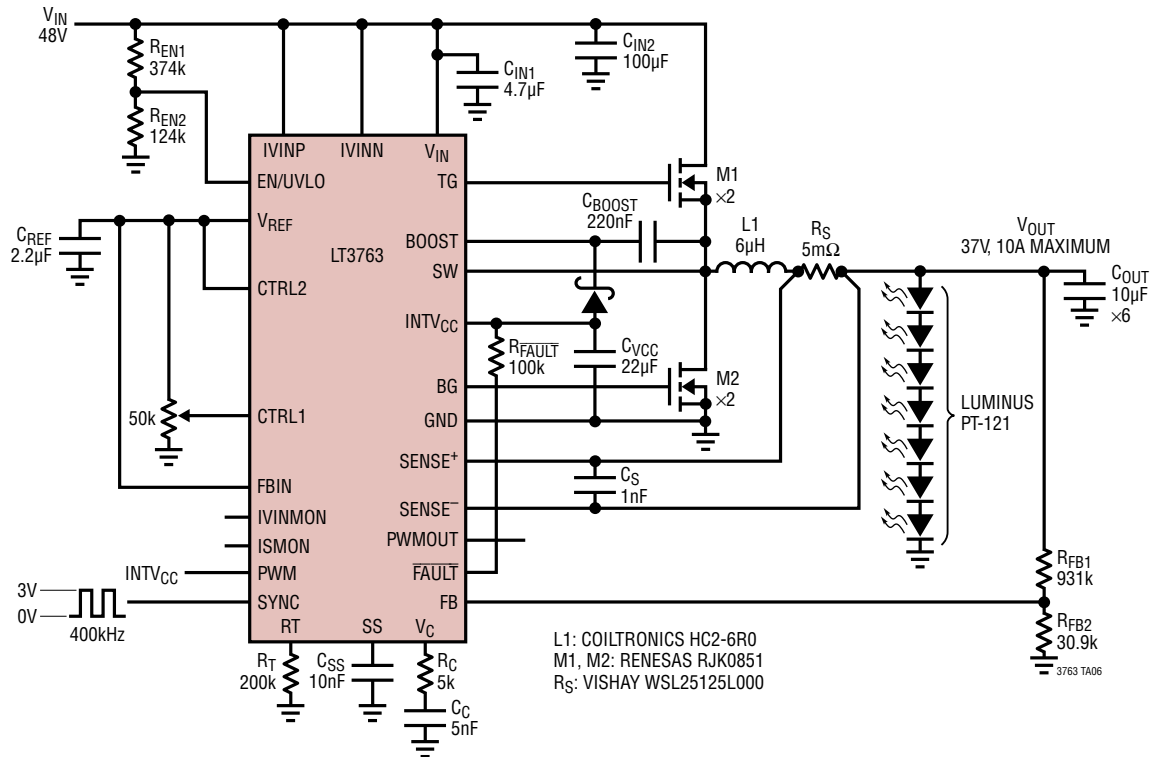 VIN
48V
REN1
374k
REN2
124k
CIN1
4.7µF
CIN2
100µF
IVINP
IVINN
VIN
EN/UVLO
TG
M1
×2
CBOOST
220nF
CREF
2.2µF
VREF
LT3763
BOOST
L1
6µH
RS
5mΩ
VOUT
37V, 10A MAXIMUM
SW
COUT
10µF
×6
CTRL2
INTVCC
RFAULT
100k
CVCC
22µF
BG
M2
×2
50k
CTRL1
GND
LUMINUS
PT-121
SENSE+
CS
1nF
FBIN
SENSE–
IVINMON
PWMOUT
ISMON
INTVCC
PWM
FAULT
RFB1
931k
3V
0V
400kHz
SYNC
FB
RT
SS
VC
RFB2
30.9k
RT
200k
CSS
10nF
RC
5k
CC
5nF
L1: COILTRONICS HC2-6R0
M1, M2: RENESAS RJK0851
RS: VISHAY WSL25125L000
3763 TA06